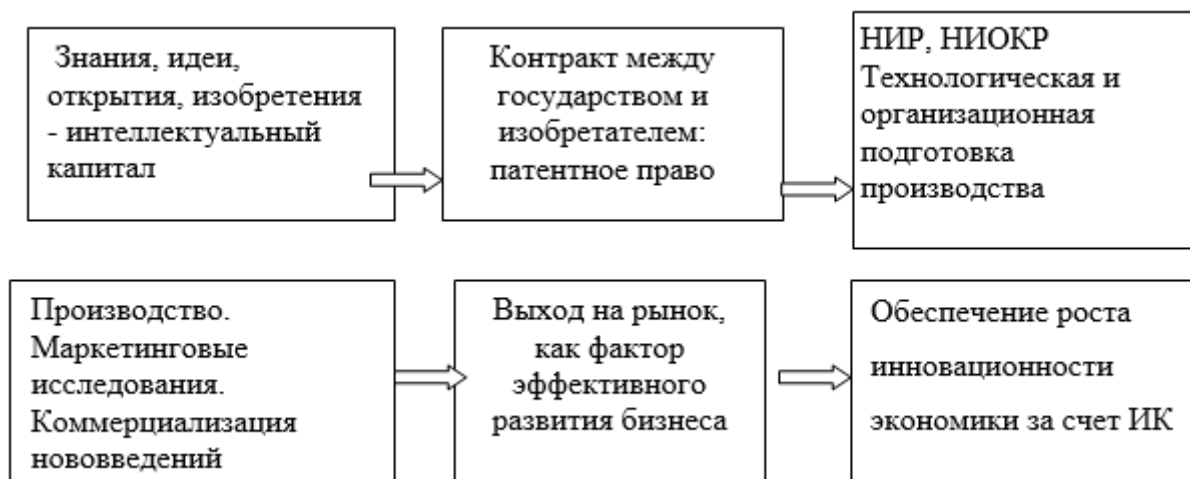 Знания, идеи,
открытия, изобретения
- интеллектуальный
капитал
Контракт между
государством и
изобретателем:
патентное право
НИР, НИОКР
Технологическая и
организационная
подготовка
производства
Производство.
Маркетинговые
исследования.
Коммерциализация
нововведений
Выход на рынок,
как фактор
эффективного
развития бизнеса
Обеспечение роста
инновационности
экономики за счет ИК